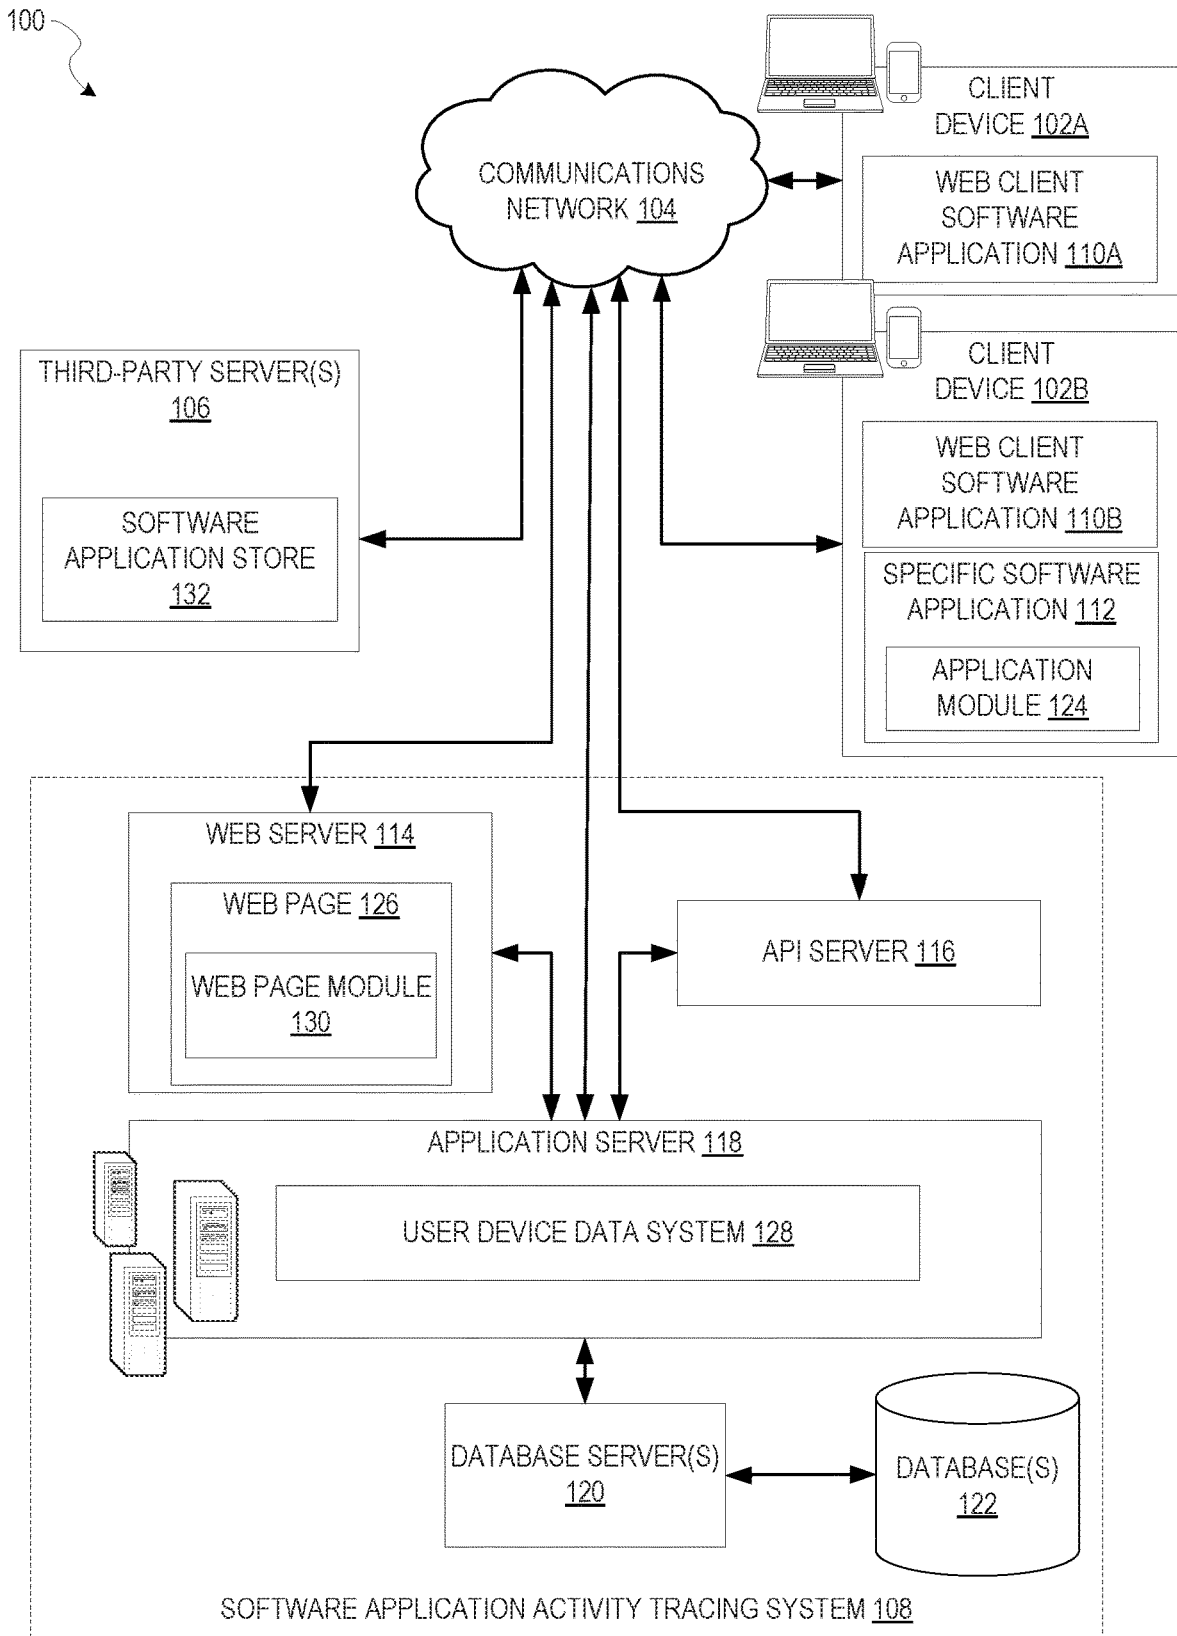 100
CLIENT
DEVICE 102A
COMMUNICATIONS
NETWORK 104
WEB CLIENT
SOFTWARE
APPLICATION 110A
THIRD-PARTY SERVER(S)
106
CLIENT
DEVICE 102B
WEB CLIENT
SOFTWARE
APPLICATION 110B
SOFTWARE
APPLICATION STORE
132
SPECIFIC SOFTWARE
APPLICATION 112
APPLICATION
MODULE 124
WEB SERVER 114
WEB PAGE 126
WEB PAGE MODULE
130
API SERVER 116
APPLICATION SERVER 118
USER DEVICE DATA SYSTEM 128
DATABASE SERVER(S)
120
DATABASE(S)
122
SOFTWARE APPLICATION ACTIVITY TRACING SYSTEM 108